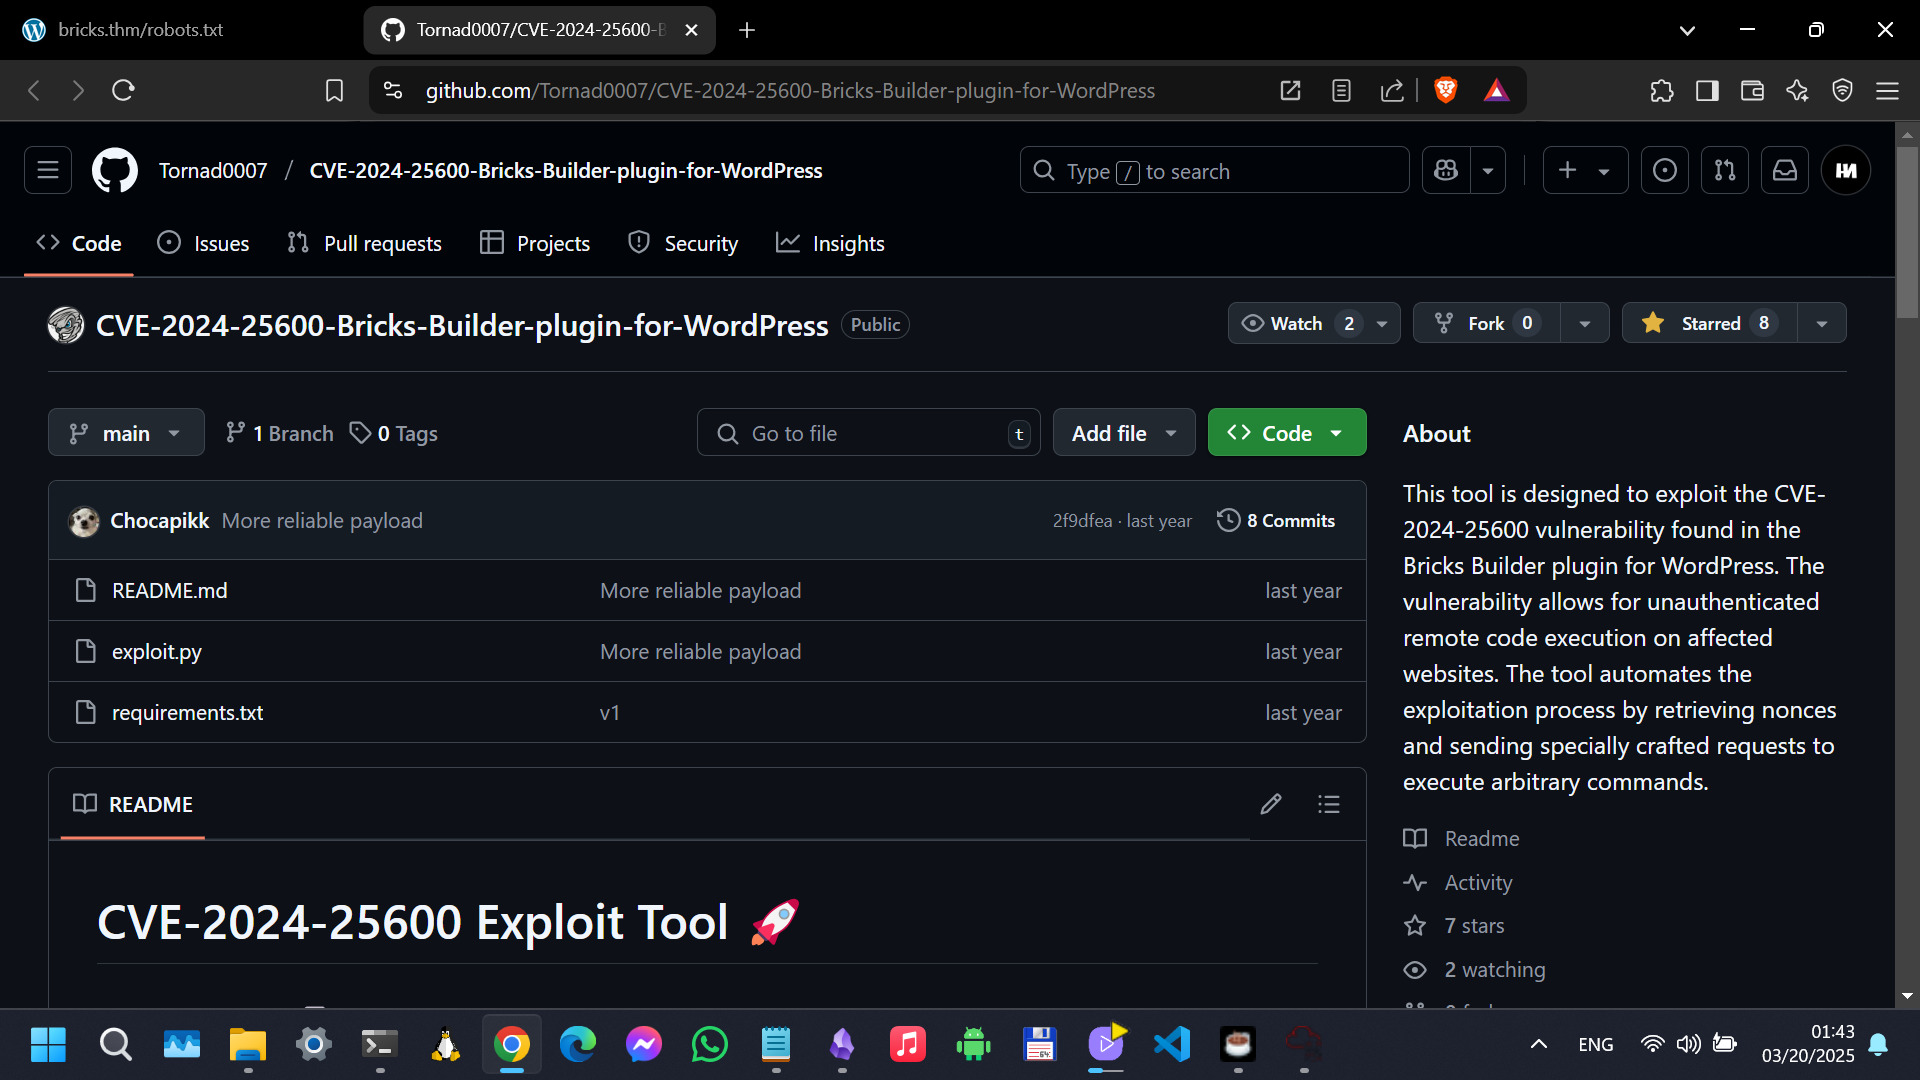 bricks.thm/robots.txt
Tornad0007/CVE-2024-25600-B
github.com/Tornad0007/CVE-2024-25600-Bricks-Builder-plugin-for-WordPress
Tornad0007 / CVE-2024-25600-Bricks-Builder-plugin-for-WordPress
Type / to search
Code
Issues
Pull requests
Projects
Security
Insights
CVE-2024-25600-Bricks-Builder-plugin-for-WordPress
Public
Watch 2
Fork 0
Starred 8
main
1 Branch
0 Tags
Go to file
t
Add file
Code
Chocapikk More reliable payload
2f9dfea · last year
8 Commits
README.md
More reliable payload
last year
exploit.py
More reliable payload
last year
requirements.txt
v1
last year
README
CVE-2024-25600 Exploit Tool 🚀
About
This tool is designed to exploit the CVE-
2024-25600 vulnerability found in the
Bricks Builder plugin for WordPress. The
vulnerability allows for unauthenticated
remote code execution on affected
websites. The tool automates the
exploitation process by retrieving nonces
and sending specially crafted requests to
execute arbitrary commands.
Readme
Activity
7 stars
2 watching
64
ENG
01:43
03/20/2025